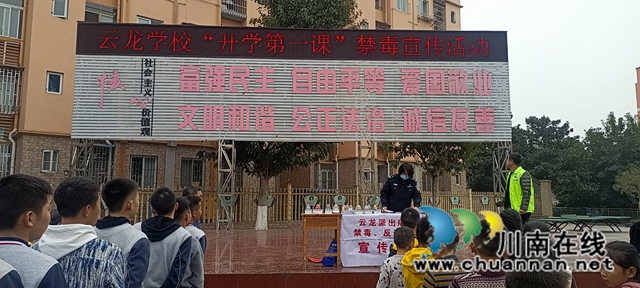 云龙学校“开学第一课”禁毒宣传活动
社会主义
核心
价值观
富强 民主 自由 平等 爱国 敬业
文明 和谐 公正 法治 诚信 友善
云龙派出
禁毒、反
宣传
川南在线
www.chuannan.net